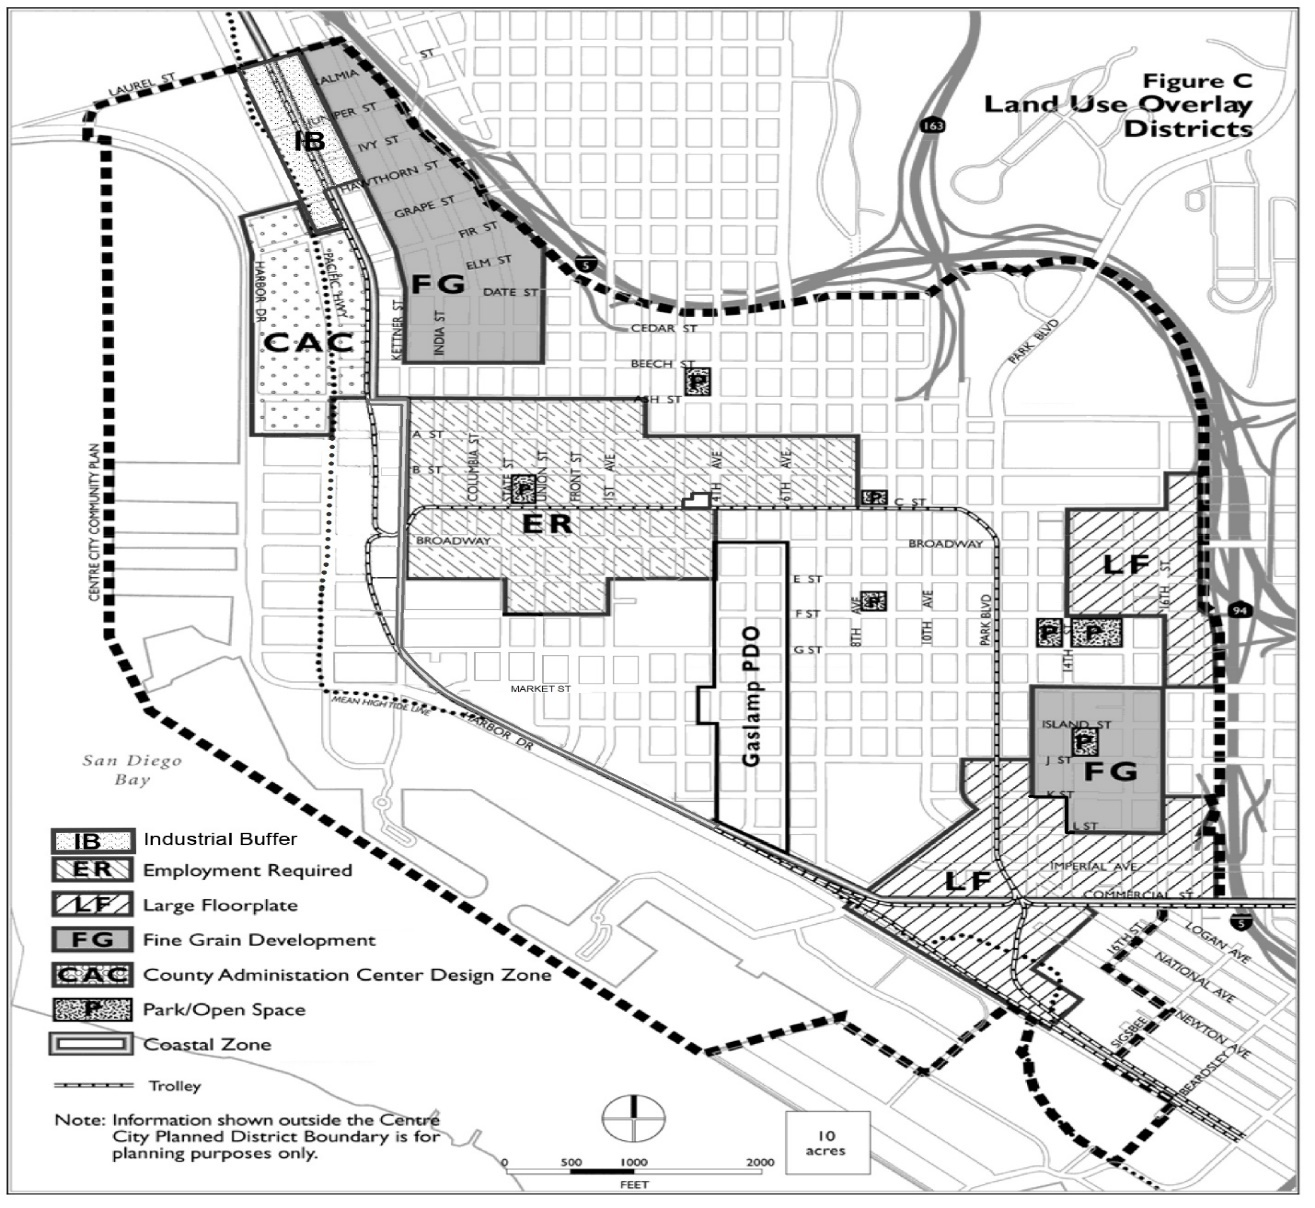 Figure C
Land Use Overlay
Districts
LAUREL ST
ST
JUNIPER ST
IVY ST
HAWTHORN ST
GRAPE ST
FIR ST
ELM ST
DATE ST
CEDAR ST
BEECH ST
ASH ST
A ST
B ST
C ST
BROADWAY
BROADWAY
E ST
F ST
G ST
MARKET ST
ISLAND ST
J ST
K ST
L ST
IMPERIAL AVE
COMMERCIAL ST
HARBOR DR
PACIFIC HWY
KETTNER ST
INDIA ST
COLUMBIA ST
STATE ST
UNION ST
FRONT ST
1ST AVE
4TH AVE
6TH AVE
8TH AVE
10TH AVE
PARK BLVD
PARK BLVD
14TH ST
16TH ST
163
5
94
5
IB
FG
CAC
ER
LF
FG
LF
P
P
P
P
P
P
P
Gaslamp PDO
CENTRE CITY COMMUNITY PLAN
MEAN HIGH TIDE LINE
HARBOR DR
16TH ST
LOGAN AVE
NATIONAL AVE
NEWTON AVE
SIGSBEE
BEARDSLEY
San Diego
Bay
IB Industrial Buffer
ER Employment Required
LF Large Floorplate
FG Fine Grain Development
CAC County Administation Center Design Zone
P Park/Open Space
Coastal Zone
Trolley
Note: Information shown outside the Centre
City Planned District Boundary is for
planning purposes only.
0 500 1000 2000
FEET
10
acres